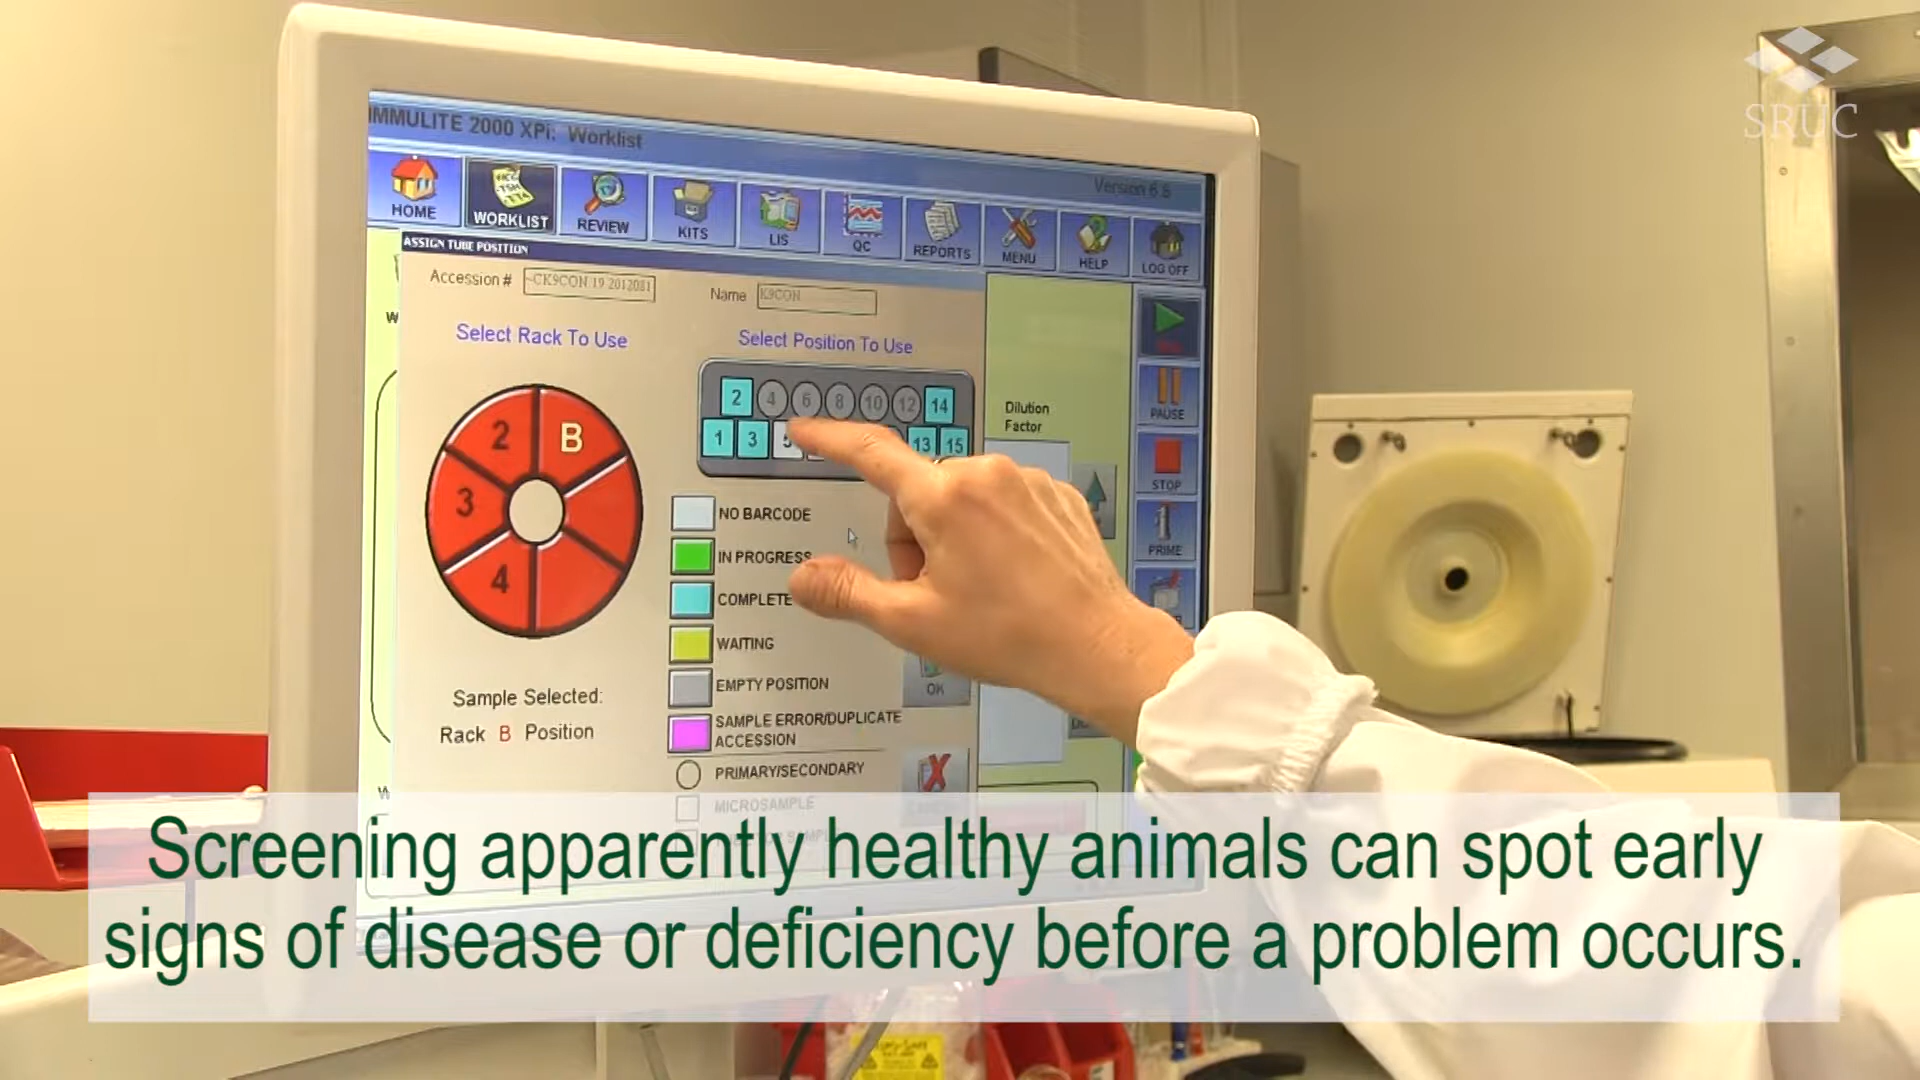 SRUC
IMMULITE 2000 XPi: Worklist
Version 6.5
HOME
WORKLIST
REVIEW
KITS
LIS
QC
REPORTS
MENU
HELP
LOG OFF
ASSIGN TUBE POSITION
Accession #
Name
K9CON
Select Rack To Use
Select Position To Use
2 4 6 8 10 12 14
1 3 5 13 15
2 B
3
4
Dilution
Factor
PAUSE
STOP
PRIME
NO BARCODE
IN PROGRESS
COMPLETE
WAITING
EMPTY POSITION
SAMPLE ERROR/DUPLICATE
ACCESSION
PRIMARY/SECONDARY
MICROSAMPLE
OK
Sample Selected:
Rack B Position
Screening apparently healthy animals can spot early
signs of disease or deficiency before a problem occurs.